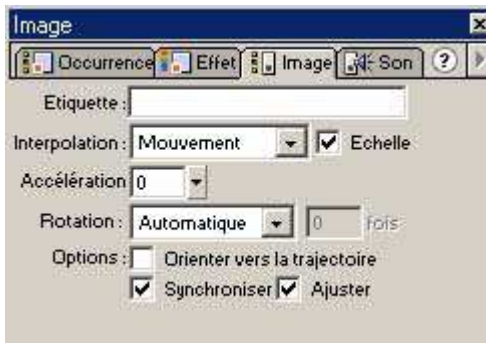 Image
Occurrence Effet Image Son ?
Etiquette :
Interpolation : Mouvement Echelle
Accélération 0
Rotation : Automatique 0 fois
Options : Orienter vers la trajectoire
Synchroniser Ajuster